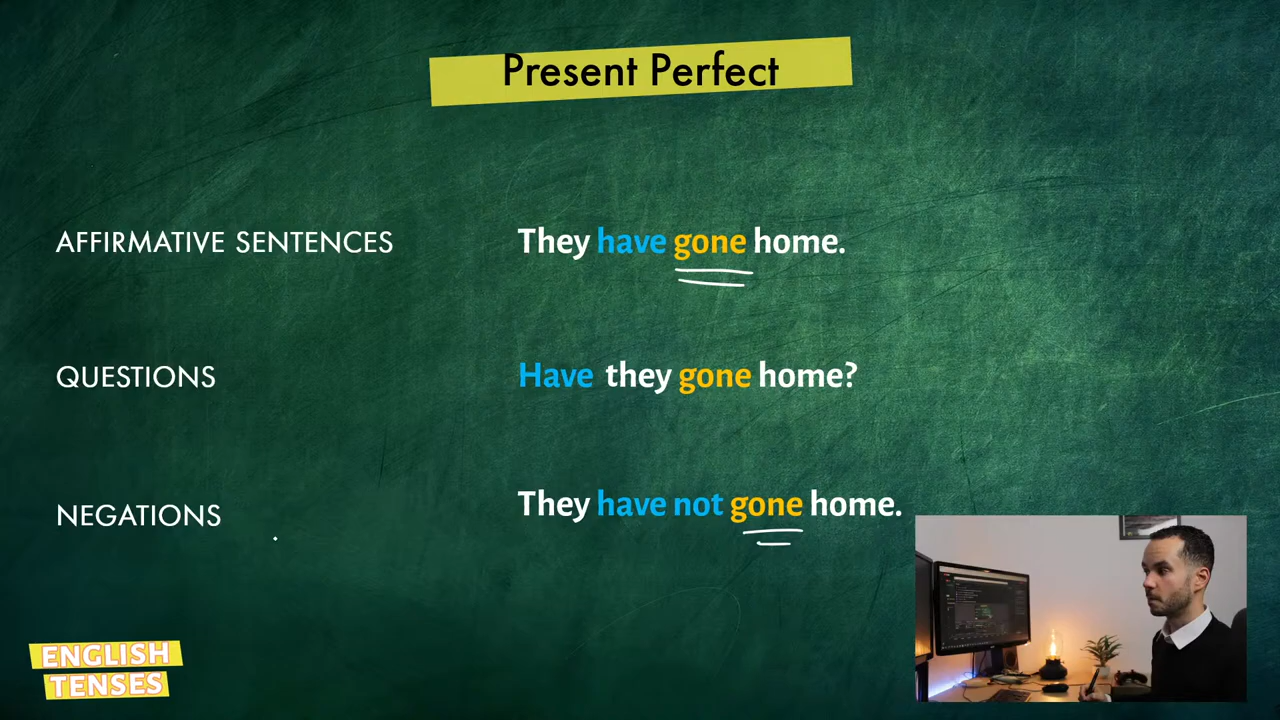 Present Perfect
AFFIRMATIVE SENTENCES
They have gone home.
QUESTIONS
Have they gone home?
NEGATIONS
They have not gone home.
ENGLISH
TENSES